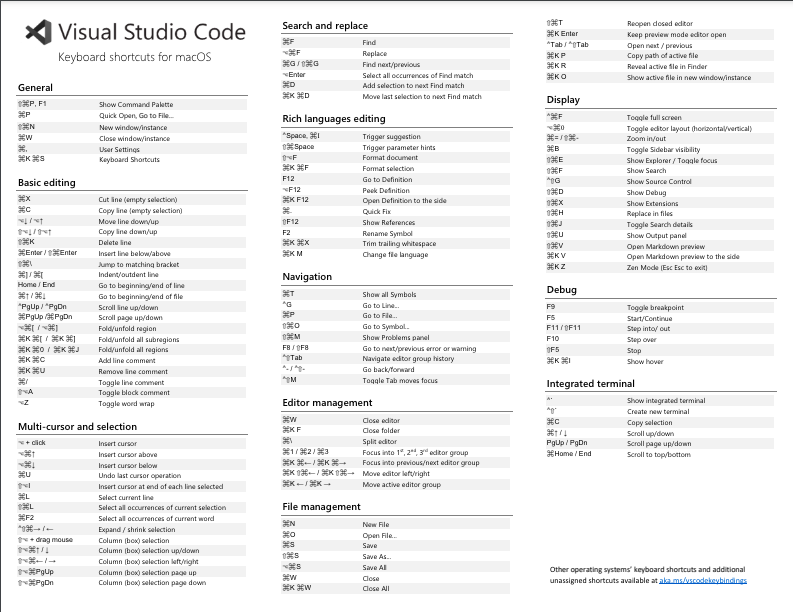 Visual Studio Code
Keyboard shortcuts for macOS
General
⇧⌘P, F1 Show Command Palette
⌘P Quick Open, Go to File...
⇧⌘N New window/instance
⌘W Close window/instance
⌘, User Settings
⌘K ⌘S Keyboard Shortcuts
Basic editing
⌘X Cut line (empty selection)
⌘C Copy line (empty selection)
⌥↓ / ⌥↑ Move line down/up
⇧⌥↓ / ⇧⌥↑ Copy line down/up
⇧⌘K Delete line
⌘Enter / ⇧⌘Enter Insert line below/above
⇧⌘\ Jump to matching bracket
⌘] / ⌘[ Indent/outdent line
Home / End Go to beginning/end of line
⌘↑ / ⌘↓ Go to beginning/end of file
^PgUp / ^PgDn Scroll line up/down
⌘PgUp /⌘PgDn Scroll page up/down
⌥⌘[ / ⌥⌘] Fold/unfold region
⌘K ⌘[ / ⌘K ⌘] Fold/unfold all subregions
⌘K ⌘0 / ⌘K ⌘J Fold/unfold all regions
⌘K ⌘C Add line comment
⌘K ⌘U Remove line comment
⌘/ Toggle line comment
⇧⌥A Toggle block comment
⌥Z Toggle word wrap
Multi-cursor and selection
⌥ + click Insert cursor
⌥⌘↑ Insert cursor above
⌥⌘↓ Insert cursor below
⌘U Undo last cursor operation
⇧⌥I Insert cursor at end of each line selected
⌘L Select current line
⇧⌘L Select all occurrences of current selection
⌘F2 Select all occurrences of current word
^⇧⌘→ / ← Expand / shrink selection
⇧⌥ + drag mouse Column (box) selection
⇧⌥⌘↑ / ↓ Column (box) selection up/down
⇧⌥⌘← / → Column (box) selection left/right
⇧⌥⌘PgUp Column (box) selection page up
⇧⌥⌘PgDn Column (box) selection page down
Search and replace
⌘F Find
⌥⌘F Replace
⌘G / ⇧⌘G Find next/previous
⌥Enter Select all occurrences of Find match
⌘D Add selection to next Find match
⌘K ⌘D Move last selection to next Find match
Rich languages editing
^Space, ⌘I Trigger suggestion
⇧⌘Space Trigger parameter hints
⇧⌥F Format document
⌘K ⌘F Format selection
F12 Go to Definition
⌥F12 Peek Definition
⌘K F12 Open Definition to the side
⌘. Quick Fix
⇧F12 Show References
F2 Rename Symbol
⌘K ⌘X Trim trailing whitespace
⌘K M Change file language
Navigation
⌘T Show all Symbols
^G Go to Line...
⌘P Go to File...
⇧⌘O Go to Symbol...
⇧⌘M Show Problems panel
F8 / ⇧F8 Go to next/previous error or warning
^⇧Tab Navigate editor group history
^- / ^⇧- Go back/forward
^⇧M Toggle Tab moves focus
Editor management
⌘W Close editor
⌘K F Close folder
⌘\ Split editor
⌘1 / ⌘2 / ⌘3 Focus into 1st, 2nd, 3rd editor group
⌘K ⌘← / ⌘K ⌘→ Focus into previous/next editor group
⌘K ⇧⌘← / ⌘K ⇧⌘→ Move editor left/right
⌘K ← / ⌘K → Move active editor group
File management
⌘N New File
⌘O Open File...
⌘S Save
⇧⌘S Save As...
⌥⌘S Save All
⌘W Close
⌘K ⌘W Close All
⇧⌘T Reopen closed editor
⌘K Enter Keep preview mode editor open
^Tab / ^⇧Tab Open next / previous
⌘K P Copy path of active file
⌘K R Reveal active file in Finder
⌘K O Show active file in new window/instance
Display
^⌘F Toggle full screen
⌥⌘0 Toggle editor layout (horizontal/vertical)
⌘= / ⇧⌘- Zoom in/out
⌘B Toggle Sidebar visibility
⇧⌘E Show Explorer / Toggle focus
⇧⌘F Show Search
^⇧G Show Source Control
⇧⌘D Show Debug
⇧⌘X Show Extensions
⇧⌘H Replace in files
⇧⌘J Toggle Search details
⇧⌘U Show Output panel
⇧⌘V Open Markdown preview
⌘K V Open Markdown preview to the side
⌘K Z Zen Mode (Esc Esc to exit)
Debug
F9 Toggle breakpoint
F5 Start/Continue
F11 / ⇧F11 Step into/ out
F10 Step over
⇧F5 Stop
⌘K ⌘I Show hover
Integrated terminal
^` Show integrated terminal
^⇧` Create new terminal
⌘C Copy selection
⌘↑ / ↓ Scroll up/down
PgUp / PgDn Scroll page up/down
⌘Home / End Scroll to top/bottom
Other operating systems' keyboard shortcuts and additional
unassigned shortcuts available at aka.ms/vscodekeybindings